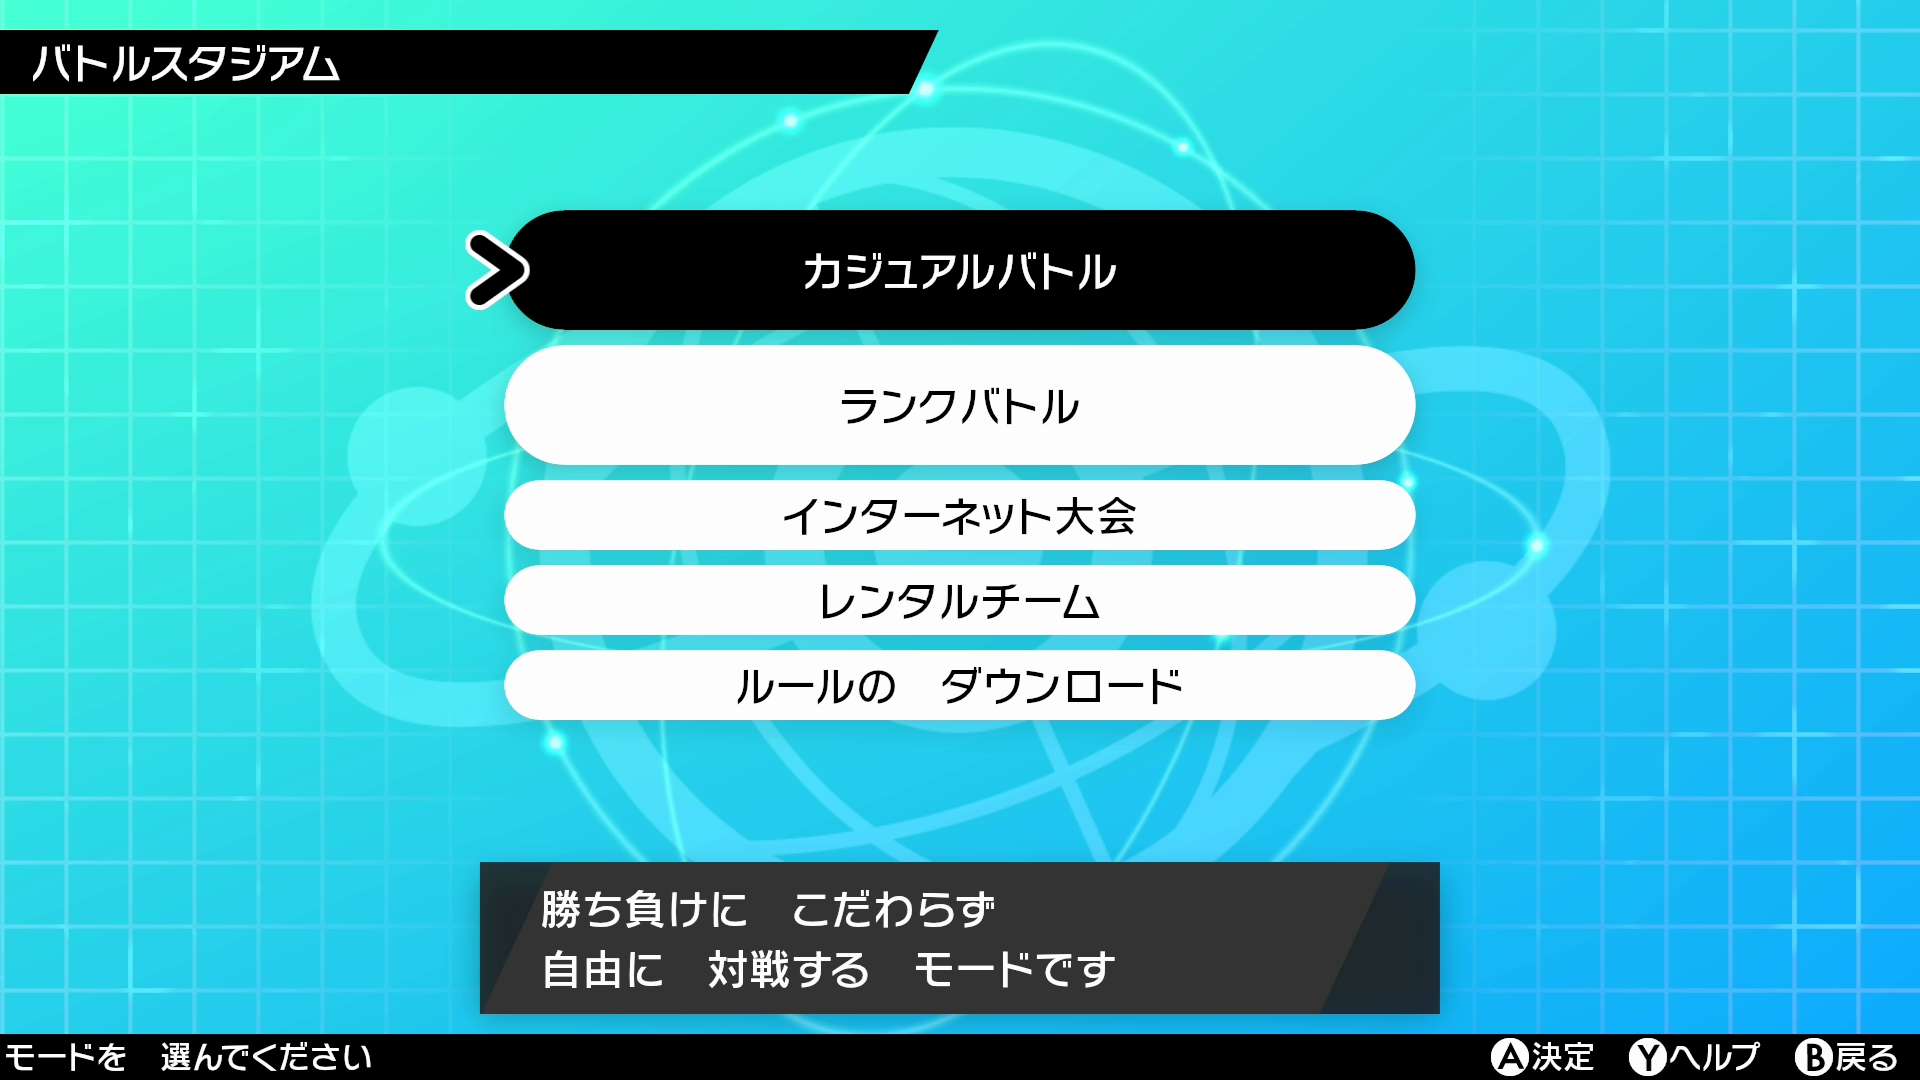 バトルスタジアム
カジュアルバトル
ランクバトル
インターネット大会
レンタルチーム
ルールの　ダウンロード
勝ち負けに　こだわらず
自由に　対戦する　モードです
モードを　選んでください
A決定　Yヘルプ　B戻る